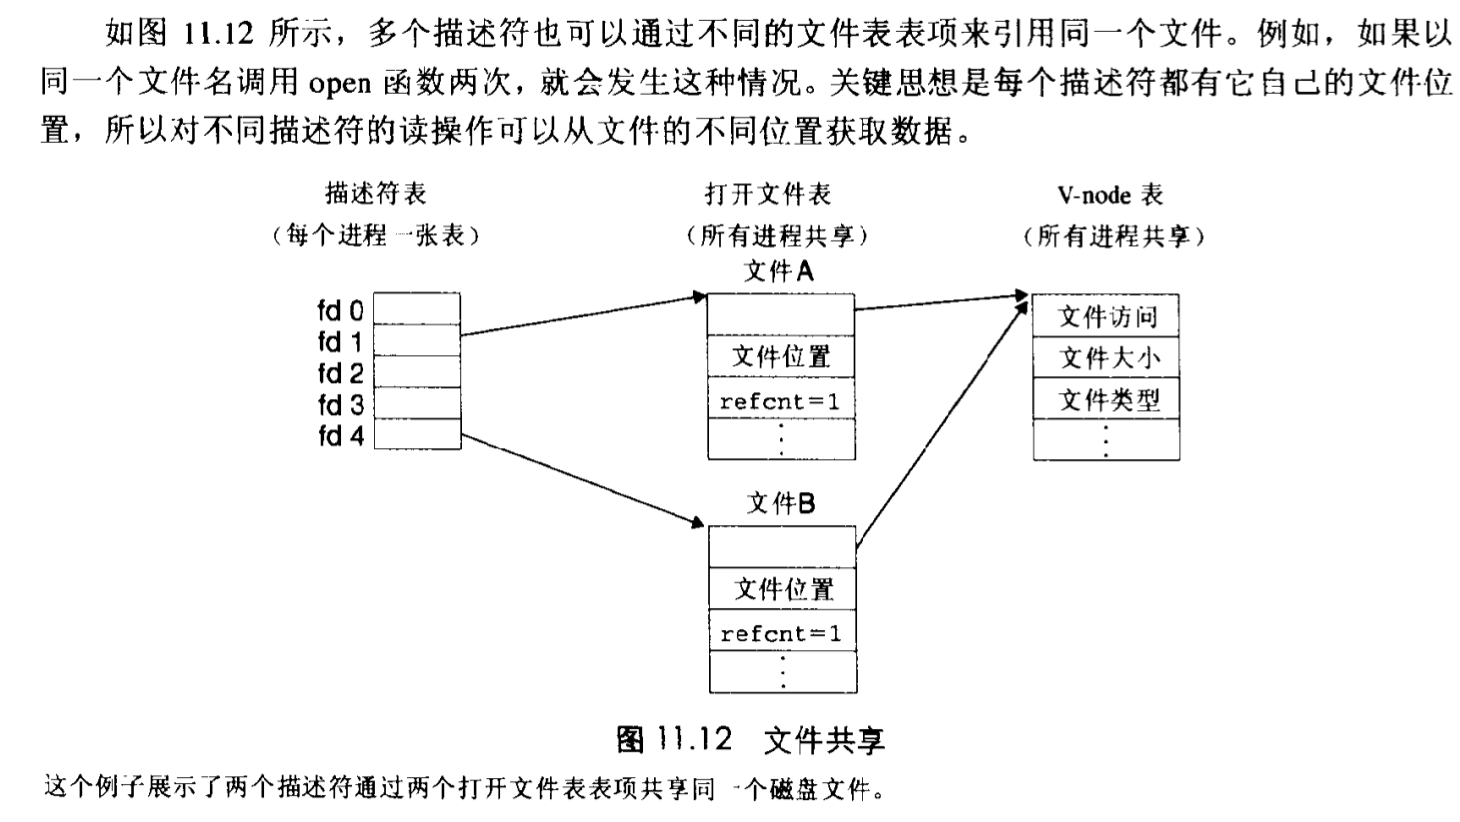 如图 11.12 所示，多个描述符也可以通过不同的文件表表项来引用同一个文件。例如，如果以
同一个文件名调用 open 函数两次，就会发生这种情况。关键思想是每个描述符都有它自己的文件位
置，所以对不同描述符的读操作可以从文件的不同位置获取数据。
描述符表 打开文件表 V-node 表
（每个进程一张表） （所有进程共享） （所有进程共享）
文件A
fd 0
fd 1
fd 2
fd 3
fd 4
文件位置
refcnt=1
⋮
文件访问
文件大小
文件类型
⋮
文件B
文件位置
refcnt=1
⋮
图 11.12 文件共享
这个例子展示了两个描述符通过两个打开文件表表项共享同一个磁盘文件。